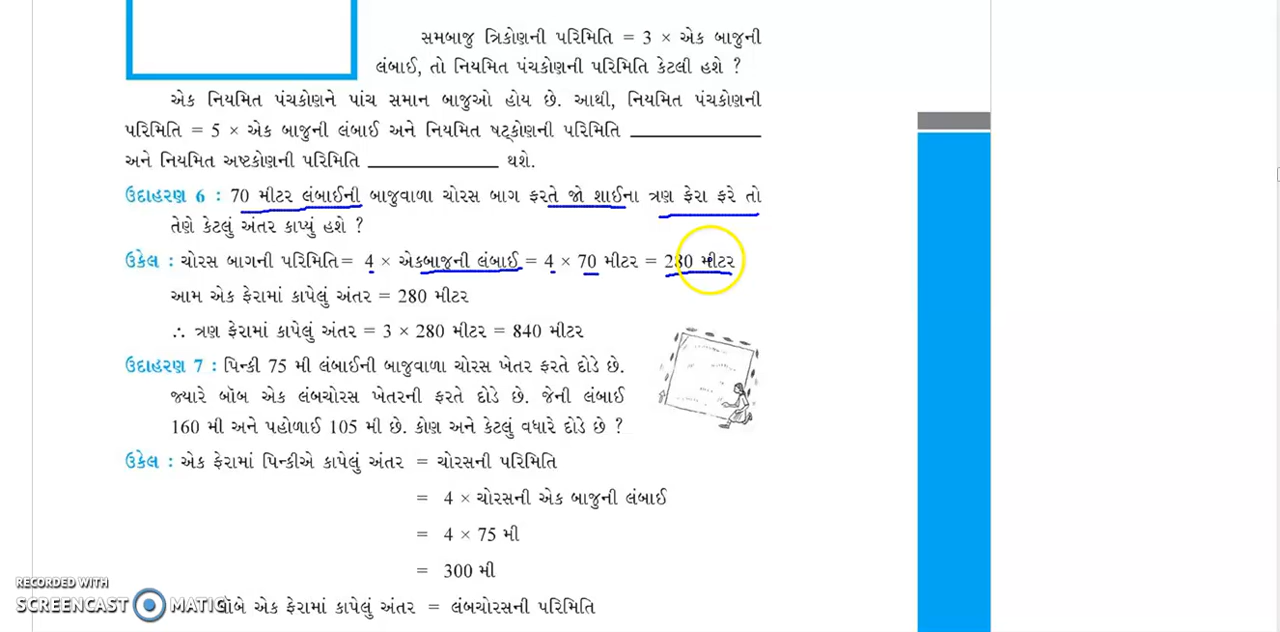 સમબાજુ ત્રિકોણની પરિમિતિ = 3 × એક બાજુની
લંબાઈ, તો નિયમિત પંચકોણની પરિમિતિ કેટલી હશે ?
એક નિયમિત પંચકોણને પાંચ સમાન બાજુઓ હોય છે. આથી, નિયમિત પંચકોણની
પરિમિતિ = 5 × એક બાજુની લંબાઈ અને નિયમિત ષટ્કોણની પરિમિતિ ____________
અને નિયમિત અષ્ટકોણની પરિમિતિ ____________ થશે.
ઉદાહરણ 6 : 70 મીટર લંબાઈની બાજુવાળા ચોરસ બાગ ફરતે જો શાઈના ત્રણ ફેરા ફરે તો
તેણે કેટલું અંતર કાપ્યું હશે ?
ઉકેલ : ચોરસ બાગની પરિમિતિ = 4 × એક બાજુની લંબાઈ = 4 × 70 મીટર = 280 મીટર
આમ એક ફેરામાં કાપેલું અંતર = 280 મીટર
∴ ત્રણ ફેરામાં કાપેલું અંતર = 3 × 280 મીટર = 840 મીટર
ઉદાહરણ 7 : પિન્કી 75 મી લંબાઈની બાજુવાળા ચોરસ ખેતર ફરતે દોડે છે.
જ્યારે બૉબ એક લંબચોરસ ખેતરની ફરતે દોડે છે. જેની લંબાઈ
160 મી અને પહોળાઈ 105 મી છે. કોણ અને કેટલું વધારે દોડે છે ?
ઉકેલ : એક ફેરામાં પિન્કીએ કાપેલું અંતર = ચોરસની પરિમિતિ
= 4 × ચોરસની એક બાજુની લંબાઈ
= 4 × 75 મી
= 300 મી
RECORDED WITH
SCREENCAST MATIC
બૉબે એક ફેરામાં કાપેલું અંતર = લંબચોરસની પરિમિતિ